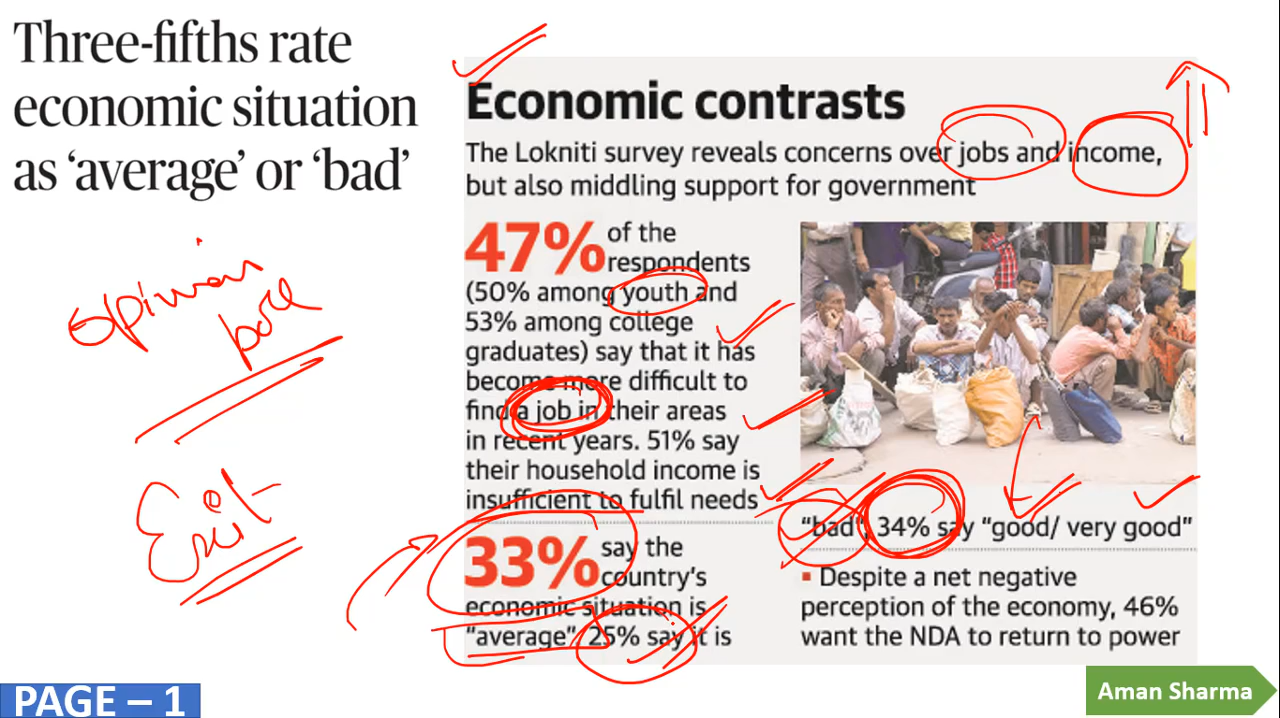 Three-fifths rate
economic situation
as ‘average’ or ‘bad’
opinion
poll
Exit
Economic contrasts
The Lokniti survey reveals concerns over jobs and income,
but also middling support for government
47% of the
respondents
(50% among youth and
53% among college
graduates) say that it has
become more difficult to
find a job in their areas
in recent years. 51% say
their household income is
insufficient to fulfil needs
33% say the
country's
economic situation is
“average”, 25% say it is
“bad”, 34% say “good/ very good”
▪ Despite a net negative
perception of the economy, 46%
want the NDA to return to power
PAGE – 1
Aman Sharma